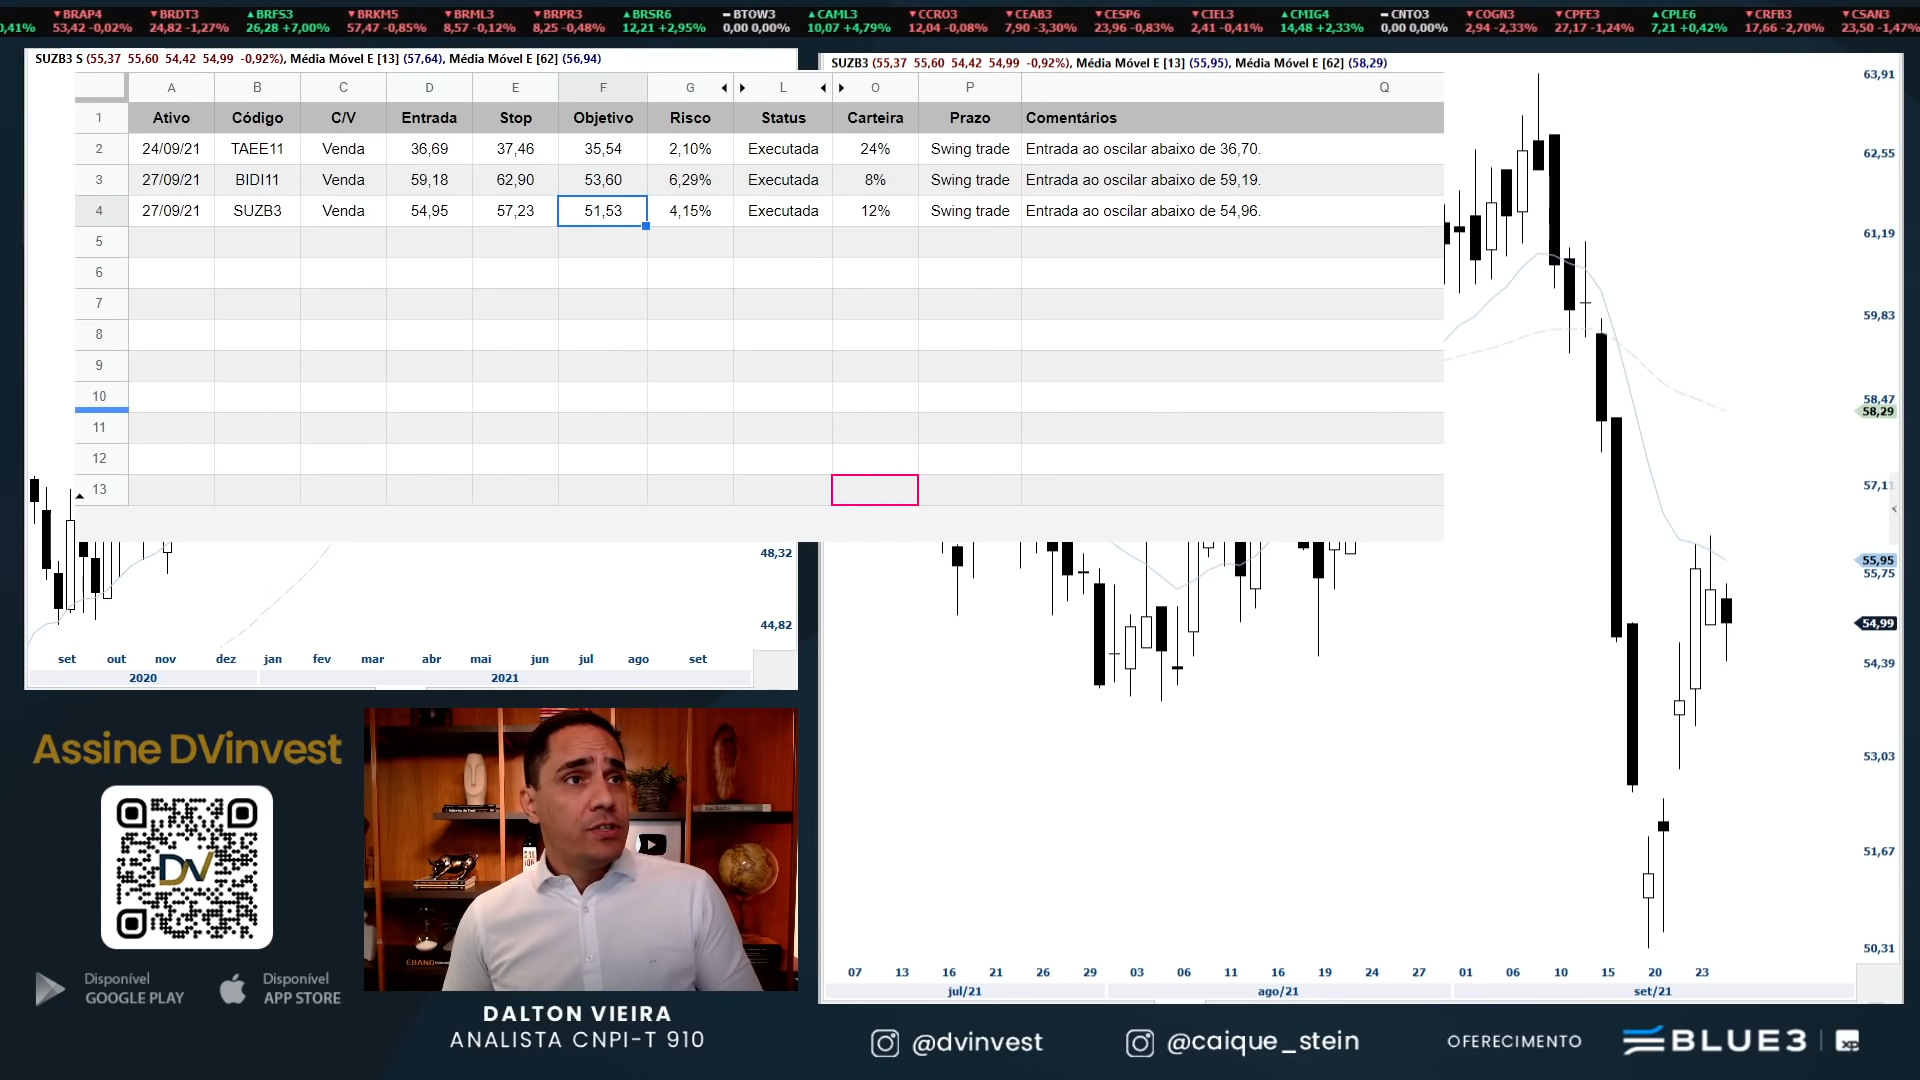 0,41%
▼BRAP4 53,42 -0,02%
▼BRDT3 24,82 -1,27%
▲BRFS3 26,28 +7,00%
▼BRKM5 57,47 -0,85%
▼BRML3 8,57 -0,12%
▼BRPR3 8,25 -0,48%
▲BRSR6 12,21 +2,95%
BTOW3 0,00 0,00%
▲CAML3 10,07 +4,79%
▼CCRO3 12,04 -0,08%
▼CEAB3 7,90 -3,30%
▼CESP6 23,96 -0,83%
▼CIEL3 2,41 -0,41%
▲CMIG4 14,48 +2,33%
CNTO3 0,00 0,00%
▼COGN3 2,94 -2,33%
▼CPFE3 27,17 -1,24%
▲CPLE6 7,21 +0,42%
▼CRFB3 17,66 -2,70%
▼CSAN3 23,50 -1,47%
SUZB3 S (55,37 55,60 54,42 54,99 -0,92%), Média Móvel E [13] (57,64), Média Móvel E [62] (56,94)
SUZB3 (55,37 55,60 54,42 54,99 -0,92%), Média Móvel E [13] (55,95), Média Móvel E [62] (58,29)
A B C D E F G L O P Q
1 Ativo Código C/V Entrada Stop Objetivo Risco Status Carteira Prazo Comentários
2 24/09/21 TAEE11 Venda 36,69 37,46 35,54 2,10% Executada 24% Swing trade Entrada ao oscilar abaixo de 36,70.
3 27/09/21 BIDI11 Venda 59,18 62,90 53,60 6,29% Executada 8% Swing trade Entrada ao oscilar abaixo de 59,19.
4 27/09/21 SUZB3 Venda 54,95 57,23 51,53 4,15% Executada 12% Swing trade Entrada ao oscilar abaixo de 54,96.
5
6
7
8
9
10
11
12
13
48,32
44,82
set out nov dez jan fev mar abr mai jun jul ago set
2020 2021
63,91
62,55
61,19
59,83
58,47
58,29
57,11
55,95
55,75
54,99
54,39
53,03
51,67
50,31
07 13 16 21 26 29 03 06 11 16 19 24 27 01 06 10 15 20 23
jul/21 ago/21 set/21
Assine DVinvest
DV
Disponível
GOOGLE PLAY
Disponível
APP STORE
EBANO
DALTON VIEIRA
ANALISTA CNPI-T 910
@dvinvest
@caique_stein
OFERECIMENTO
BLUE3
xp